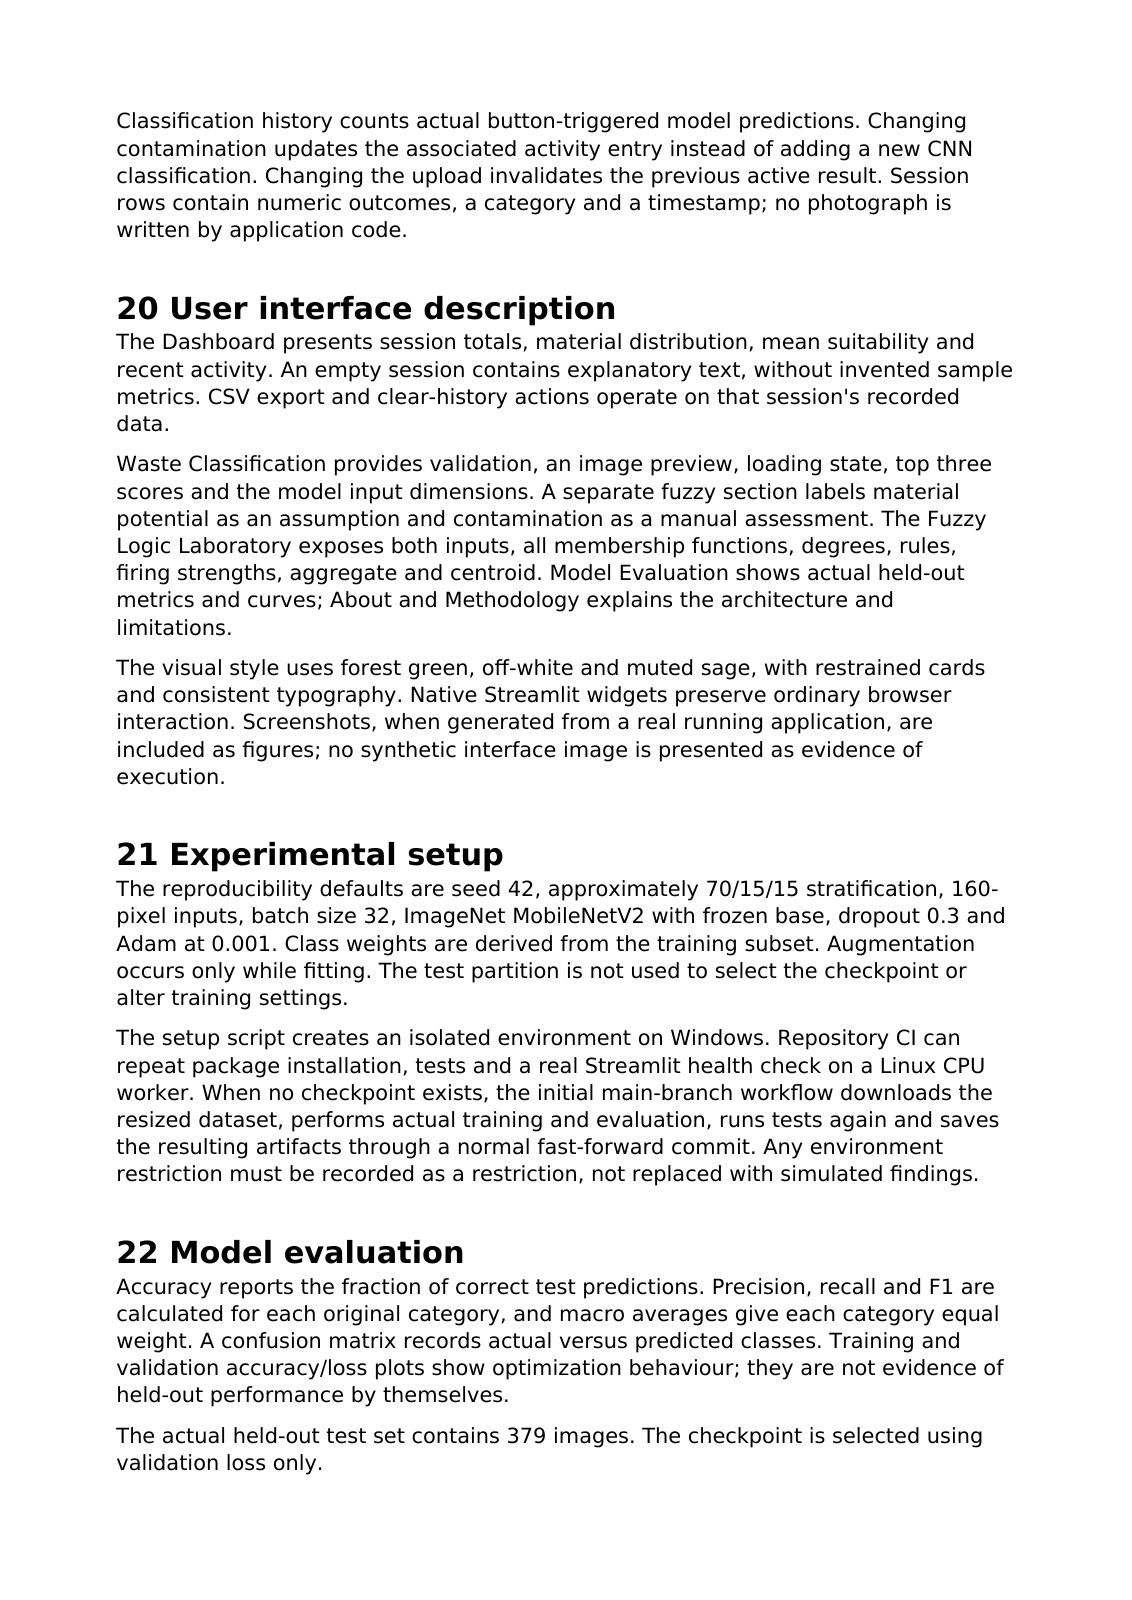 Classification history counts actual button-triggered model predictions. Changing
contamination updates the associated activity entry instead of adding a new CNN
classification. Changing the upload invalidates the previous active result. Session
rows contain numeric outcomes, a category and a timestamp; no photograph is
written by application code.
20 User interface description
The Dashboard presents session totals, material distribution, mean suitability and
recent activity. An empty session contains explanatory text, without invented sample
metrics. CSV export and clear-history actions operate on that session's recorded
data.
Waste Classification provides validation, an image preview, loading state, top three
scores and the model input dimensions. A separate fuzzy section labels material
potential as an assumption and contamination as a manual assessment. The Fuzzy
Logic Laboratory exposes both inputs, all membership functions, degrees, rules,
firing strengths, aggregate and centroid. Model Evaluation shows actual held-out
metrics and curves; About and Methodology explains the architecture and
limitations.
The visual style uses forest green, off-white and muted sage, with restrained cards
and consistent typography. Native Streamlit widgets preserve ordinary browser
interaction. Screenshots, when generated from a real running application, are
included as figures; no synthetic interface image is presented as evidence of
execution.
21 Experimental setup
The reproducibility defaults are seed 42, approximately 70/15/15 stratification, 160-
pixel inputs, batch size 32, ImageNet MobileNetV2 with frozen base, dropout 0.3 and
Adam at 0.001. Class weights are derived from the training subset. Augmentation
occurs only while fitting. The test partition is not used to select the checkpoint or
alter training settings.
The setup script creates an isolated environment on Windows. Repository CI can
repeat package installation, tests and a real Streamlit health check on a Linux CPU
worker. When no checkpoint exists, the initial main-branch workflow downloads the
resized dataset, performs actual training and evaluation, runs tests again and saves
the resulting artifacts through a normal fast-forward commit. Any environment
restriction must be recorded as a restriction, not replaced with simulated findings.
22 Model evaluation
Accuracy reports the fraction of correct test predictions. Precision, recall and F1 are
calculated for each original category, and macro averages give each category equal
weight. A confusion matrix records actual versus predicted classes. Training and
validation accuracy/loss plots show optimization behaviour; they are not evidence of
held-out performance by themselves.
The actual held-out test set contains 379 images. The checkpoint is selected using
validation loss only.